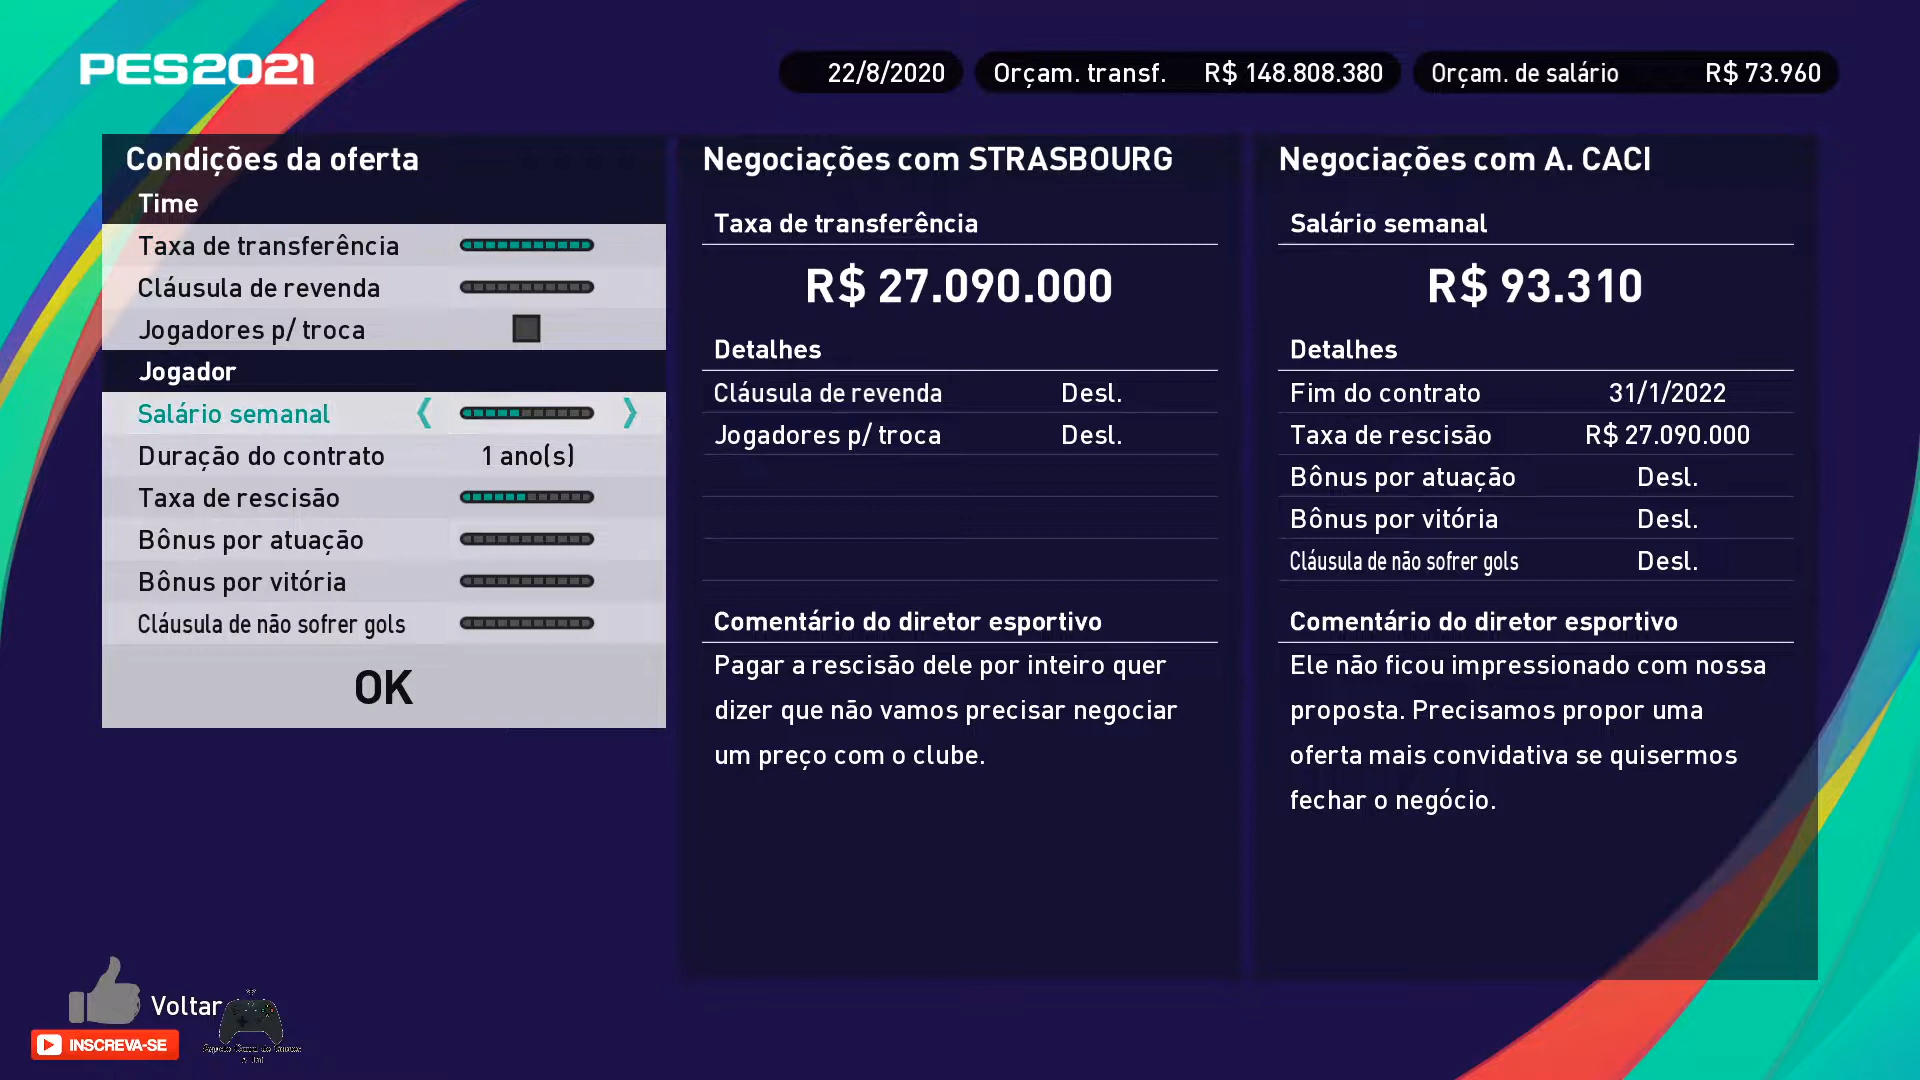 PES2021
22/8/2020
Orçam. transf. R$ 148.808.380
Orçam. de salário R$ 73.960
Condições da oferta
Time
Taxa de transferência
Cláusula de revenda
Jogadores p/ troca
Jogador
Salário semanal
Duração do contrato 1 ano(s)
Taxa de rescisão
Bônus por atuação
Bônus por vitória
Cláusula de não sofrer gols
OK
Negociações com STRASBOURG
Taxa de transferência
R$ 27.090.000
Detalhes
Cláusula de revenda Desl.
Jogadores p/ troca Desl.
Comentário do diretor esportivo
Pagar a rescisão dele por inteiro quer
dizer que não vamos precisar negociar
um preço com o clube.
Negociações com A. CACI
Salário semanal
R$ 93.310
Detalhes
Fim do contrato 31/1/2022
Taxa de rescisão R$ 27.090.000
Bônus por atuação Desl.
Bônus por vitória Desl.
Cláusula de não sofrer gols Desl.
Comentário do diretor esportivo
Ele não ficou impressionado com nossa
proposta. Precisamos propor uma
oferta mais convidativa se quisermos
fechar o negócio.
Voltar
INSCREVA-SE